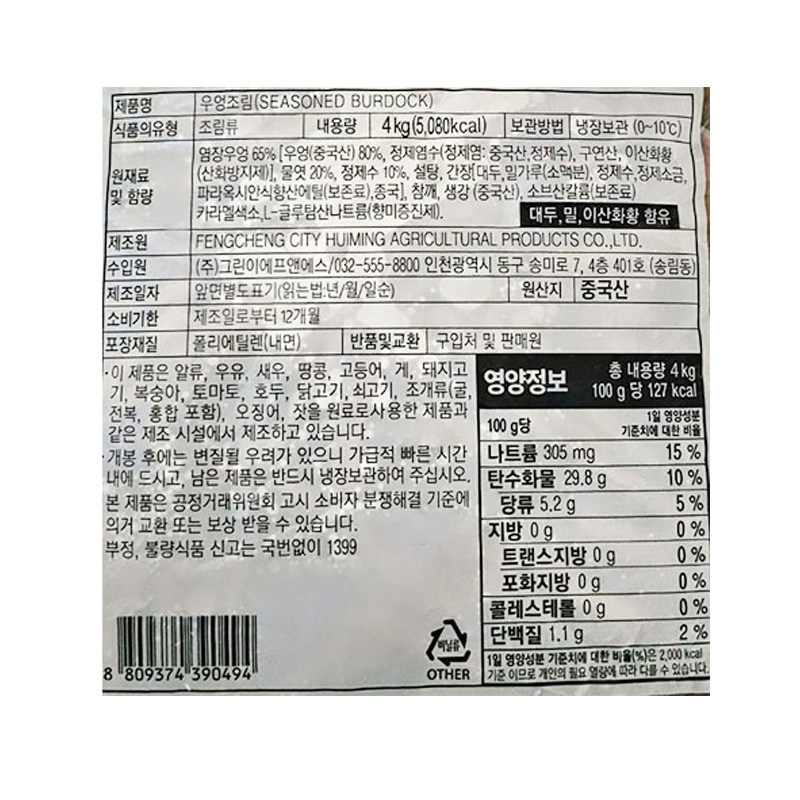 제품명 우엉조림(SEASONED BURDOCK)
식품의유형 조림류 내용량 4kg(5,080kcal) 보관방법 냉장보관 (0~10℃)
원재료 및 함량
염장우엉 65% [우엉(중국산) 80%, 정제염수(정제염: 중국산,정제수), 구연산, 이산화황
(산화방지제)], 물엿 20%, 정제수 10%, 설탕, 간장[대두,밀가루(소맥분), 정제수,정제소금,
파라옥시안식향산에틸(보존료),종국], 참깨, 생강 (중국산), 소브산칼륨(보존료)
카라멜색소,L-글루탐산나트륨(향미증진제).
대두,밀,이산화황 함유
제조원 FENGCHENG CITY HUIMING AGRICULTURAL PRODUCTS CO.,LTD.
수입원 (주)그린이에프앤에스/032-555-8800 인천광역시 동구 송미로 7, 4층 401호 (송림동)
제조일자 앞면별도표기(읽는법:년/월/일순) 원산지 중국산
소비기한 제조일로부터 12개월
포장재질 폴리에틸렌(내면) 반품및교환 구입처 및 판매원
·이 제품은 알류, 우유, 새우, 땅콩, 고등어, 게, 돼지고
기, 복숭아, 토마토, 호두, 닭고기,쇠고기, 조개류(굴,
전복, 홍합 포함), 오징어, 잣을 원료로사용한 제품과
같은 제조 시설에서 제조하고 있습니다.
·개봉 후에는 변질될 우려가 있으니 가급적 빠른 시간
내에 드시고, 남은 제품은 반드시 냉장보관하여 주십시오.
본 제품은 공정거래위원회 고시 소비자 분쟁해결 기준에
의거 교환 또는 보상 받을 수 있습니다.
부정, 불량식품 신고는 국번없이 1399
8 809374 390494
비닐류
OTHER
영양정보
총 내용량 4 kg
100 g 당 127 kcal
100 g당
1일 영양성분
기준치에 대한 비율
나트륨 305 mg 15 %
탄수화물 29.8 g 10 %
당류 5.2 g 5 %
지방 0 g 0 %
트랜스지방 0 g 0 %
포화지방 0 g 0 %
콜레스테롤 0 g 0 %
단백질 1.1 g 2 %
1일 영양성분 기준치에 대한 비율(%)은 2,000 kcal
기준 이므로 개인의 필요 열량에 따라 다를 수 있습니다.